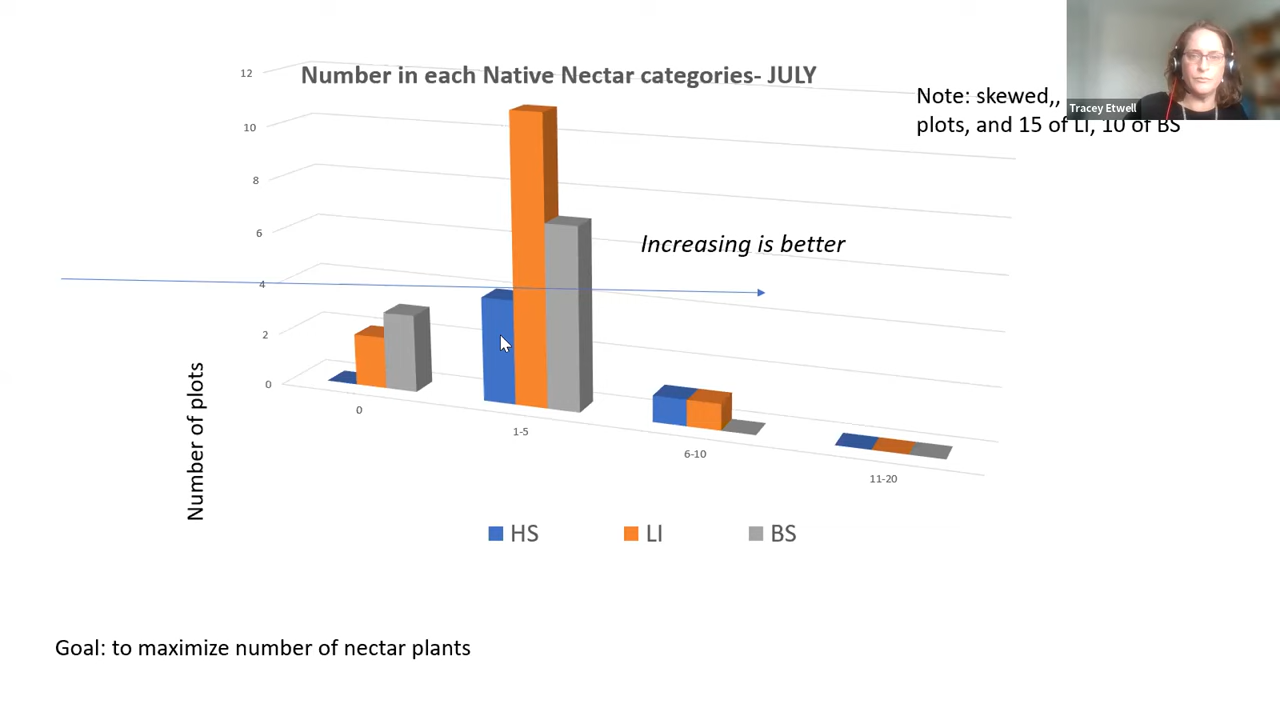 Number in each Native Nectar categories- JULY
Note: skewed,,
plots, and 15 of LI, 10 of BS
Tracey Etwell
12
10
8
6
4
2
0
Increasing is better
Number of plots
0
1-5
6-10
11-20
HS
LI
BS
Goal: to maximize number of nectar plants